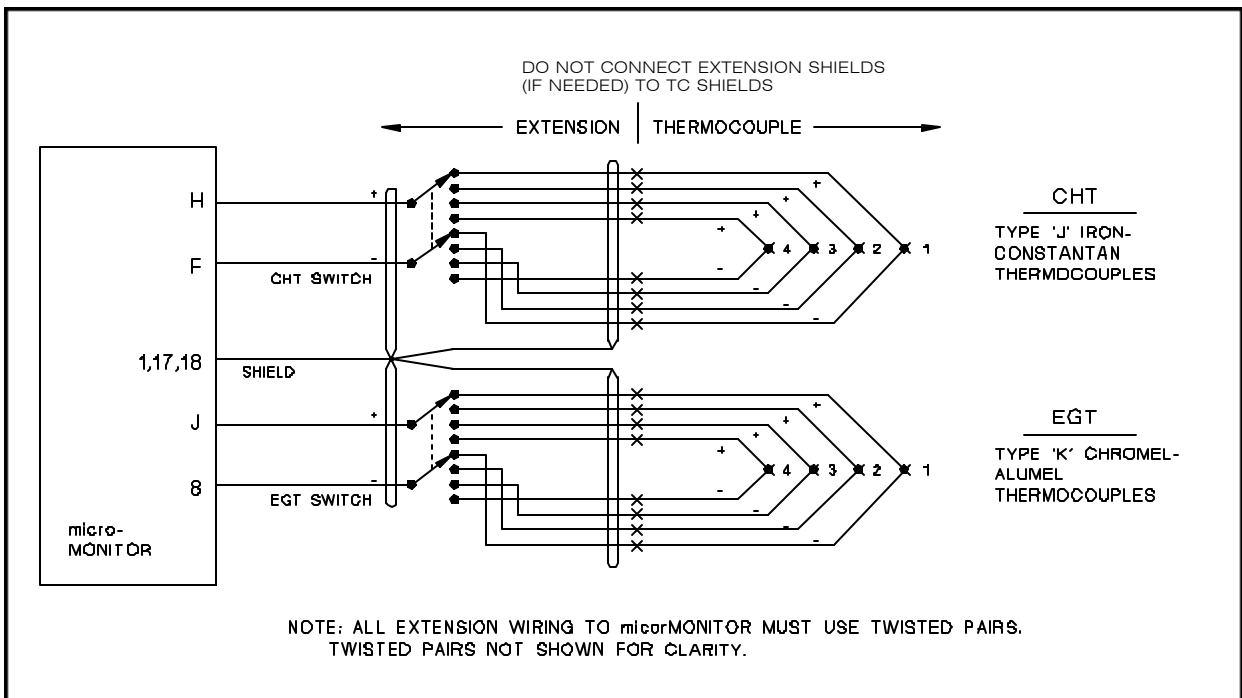 DO NOT CONNECT EXTENSION SHIELDS
(IF NEEDED) TO TC SHIELDS
EXTENSION THERMOCOUPLE
H + + CHT
+
+
+ 4 3 2 1 TYPE 'J' IRON-
CONSTANTAN
THERMOCOUPLES
F - - - - -
CHT SWITCH
1,17,18
SHIELD
J + + EGT
+
+
+ 4 3 2 1 TYPE 'K' CHROMEL-
ALUMEL
THERMOCOUPLES
8 - - - - -
EGT SWITCH
micro-
MONITOR
NOTE: ALL EXTENSION WIRING TO micorMONITOR MUST USE TWISTED PAIRS.
TWISTED PAIRS NOT SHOWN FOR CLARITY.